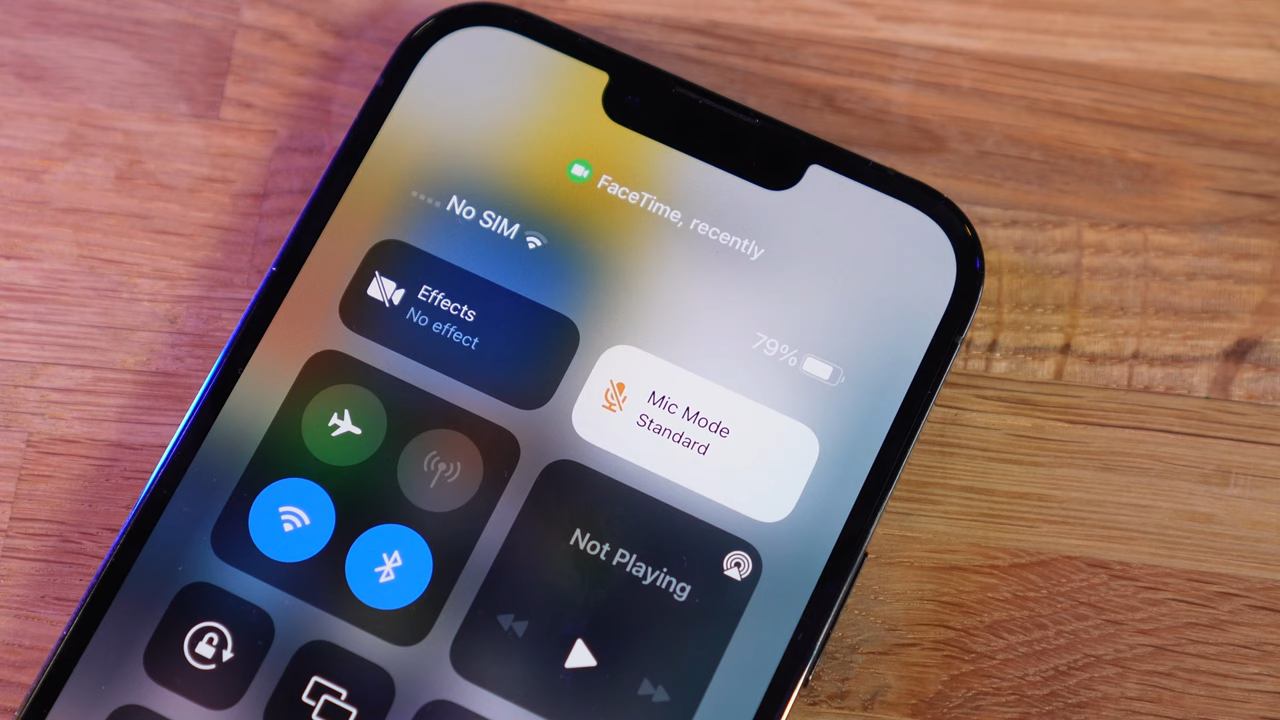 FaceTime, recently
No SIM
79%
Effects
No effect
Mic Mode
Standard
Not Playing